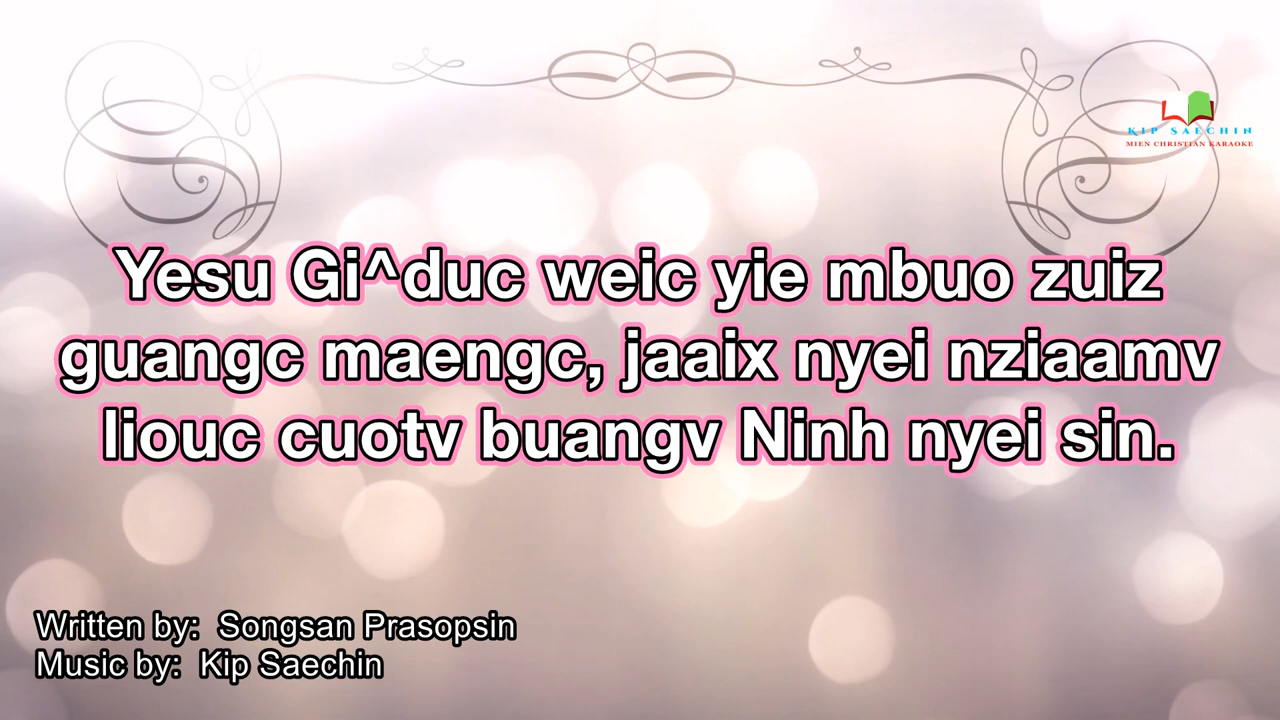 KIP SAECHIN
MIEN CHRISTIAN KARAOKE
Yesu Gi^duc weic yie mbuo zuiz
guangc maengc, jaaix nyei nziaamv
liouc cuotv buangv Ninh nyei sin.
Written by: Songsan Prasopsin
Music by: Kip Saechin